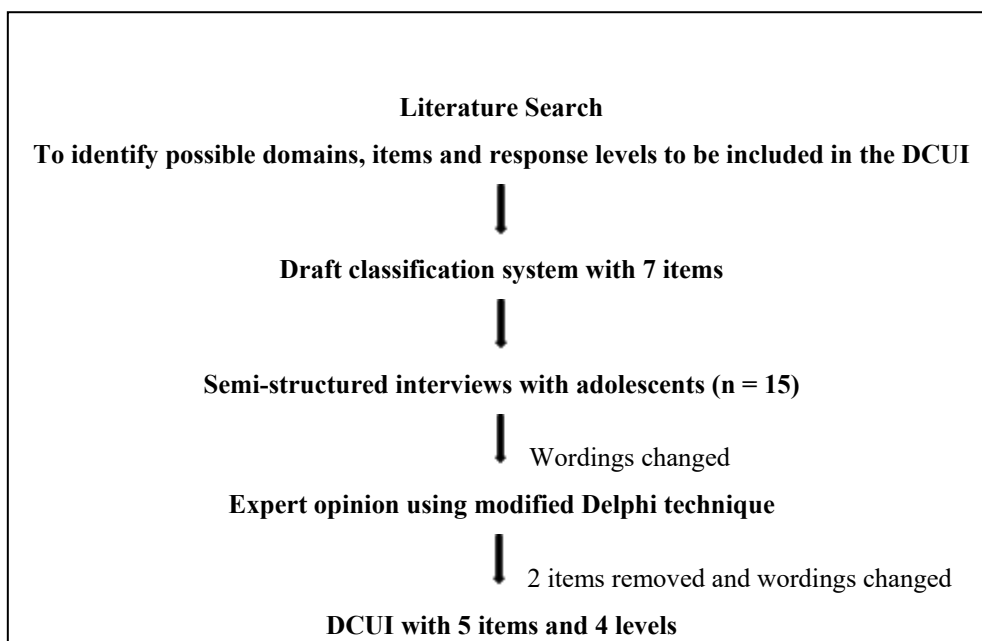 Literature Search
To identify possible domains, items and response levels to be included in the DCUI
Draft classification system with 7 items
Semi-structured interviews with adolescents (n = 15)
Wordings changed
Expert opinion using modified Delphi technique
2 items removed and wordings changed
DCUI with 5 items and 4 levels